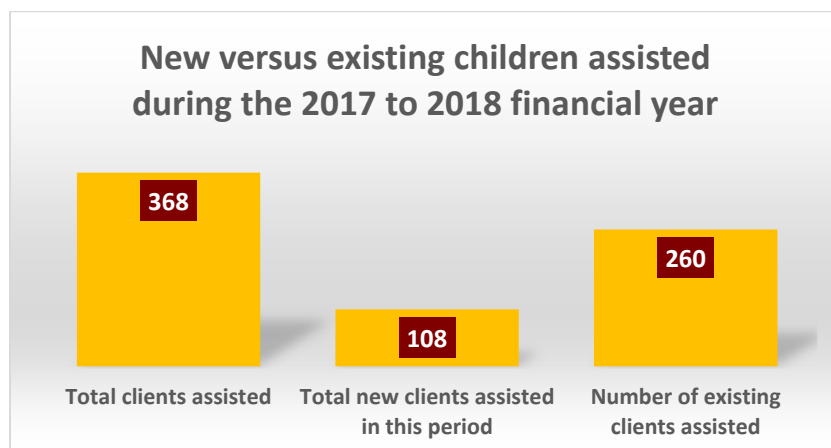 New versus existing children assisted
during the 2017 to 2018 financial year
368
108
260
Total clients assisted
Total new clients assisted
in this period
Number of existing
clients assisted